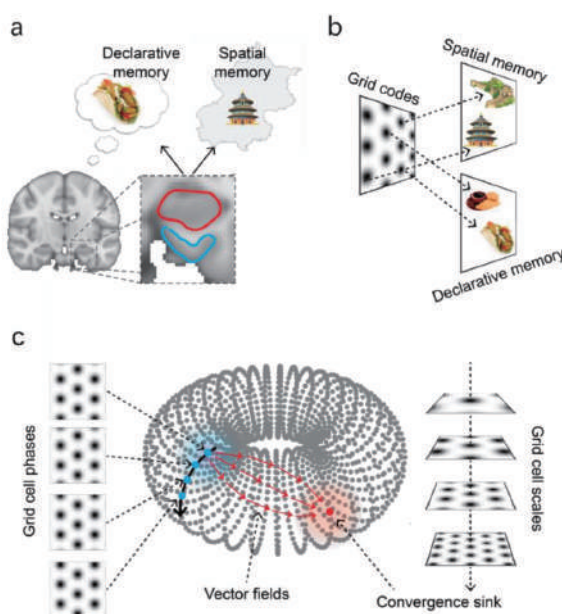 a
Declarative
memory
Spatial
memory
b
Spatial memory
Grid codes
Declarative memory
c
Grid cell phases
Grid cell
scales
Vector fields
Convergence sink